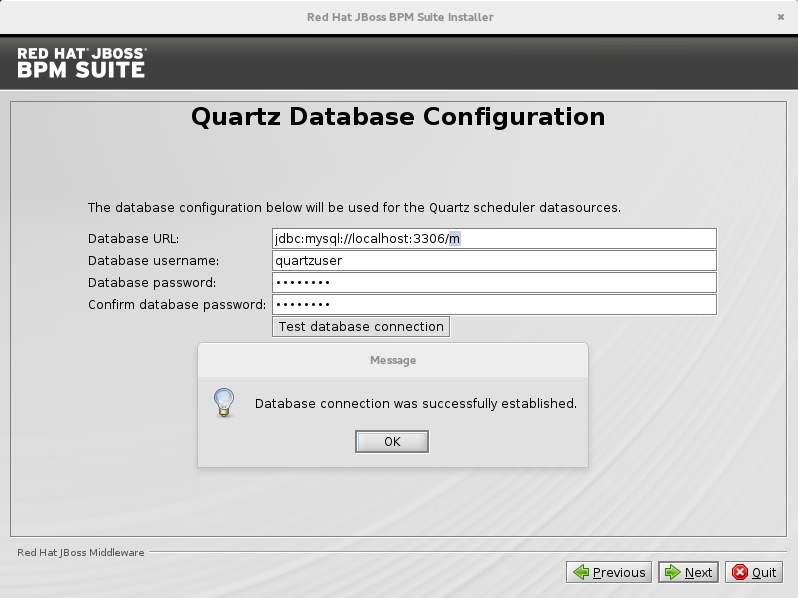 Red Hat JBoss BPM Suite Installer
RED HAT JBOSS
BPM SUITE
Quartz Database Configuration
The database configuration below will be used for the Quartz scheduler datasources.
Database URL: jdbc:mysql://localhost:3306/m
Database username: quartzuser
Database password: ••••••••
Confirm database password: ••••••••
Test database connection
Message
Database connection was successfully established.
OK
Red Hat JBoss Middleware
Previous Next Quit